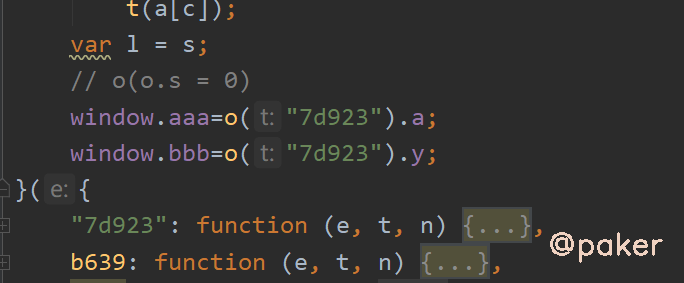 t(a[c]);
var l = s;
// o(o.s = 0)
window.aaa=o( t: "7d923").a;
window.bbb=o( t: "7d923").y;
}( e: {
"7d923": function (e, t, n) {...},
b639: function (e, t, n) {...},
@paker